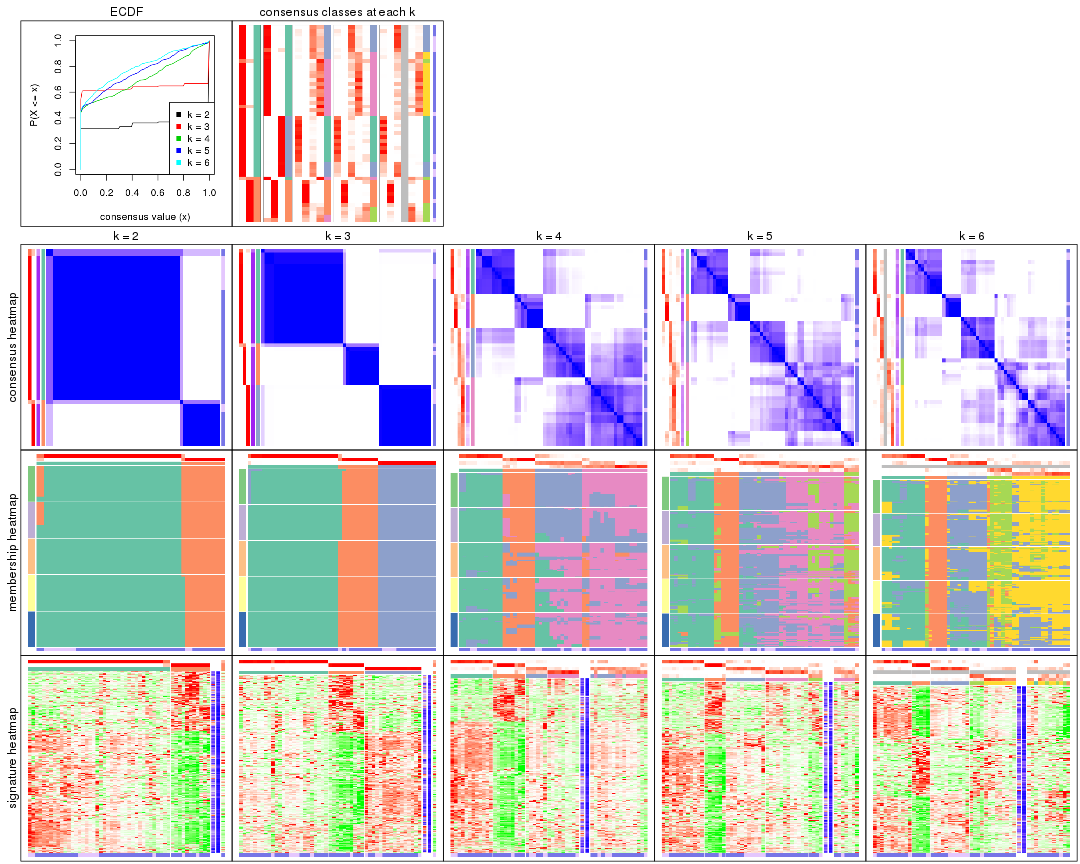 ECDF
consensus classes at each k
P(X <= x)
0.0 0.2 0.4 0.6 0.8 1.0
k = 2
k = 3
k = 4
k = 5
k = 6
0.0 0.2 0.4 0.6 0.8 1.0
consensus value (x)
k = 2
k = 3
k = 4
k = 5
k = 6
consensus heatmap
membership heatmap
signature heatmap